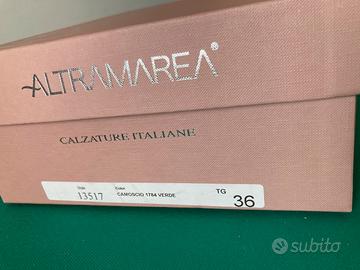 ALTRAMAREA®
CALZATURE ITALIANE
Style Color TG
13517 CAMOSCIO 1784 VERDE 36
subito